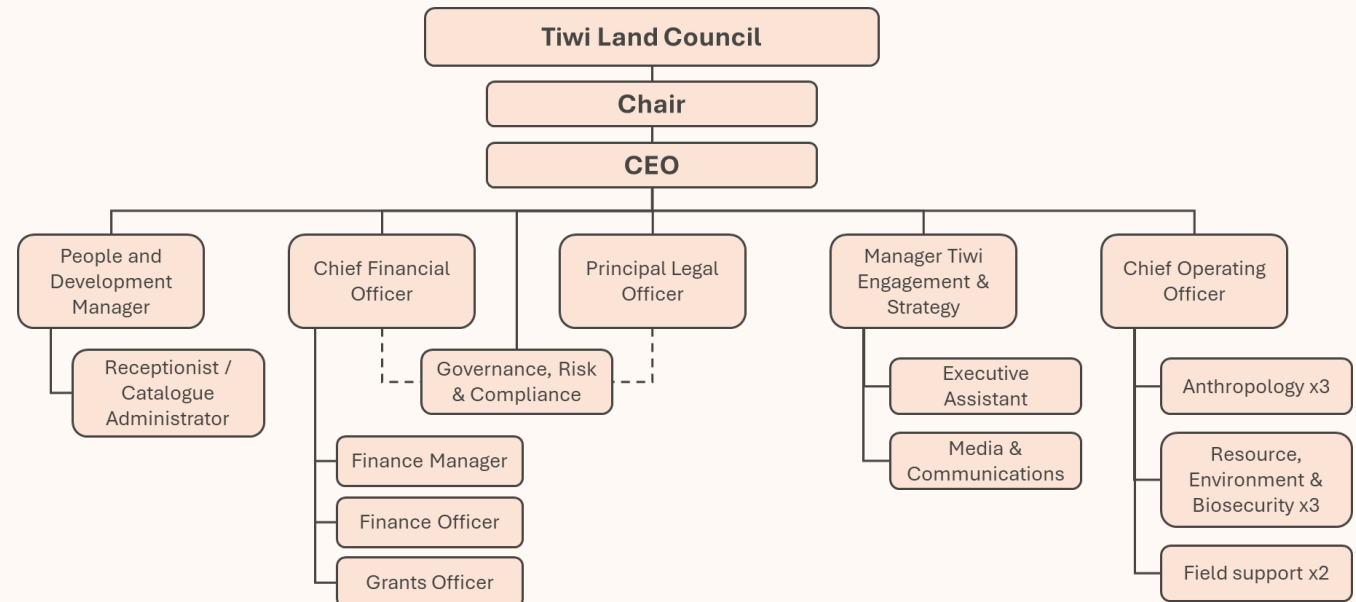 Tiwi Land Council
Chair
CEO
People and
Development
Manager
Chief Financial
Officer
Principal Legal
Officer
Manager Tiwi
Engagement &
Strategy
Chief Operating
Officer
Receptionist /
Catalogue
Administrator
Governance, Risk
& Compliance
Finance Manager
Finance Officer
Grants Officer
Executive
Assistant
Media &
Communications
Anthropology x3
Resource,
Environment &
Biosecurity x3
Field support x2